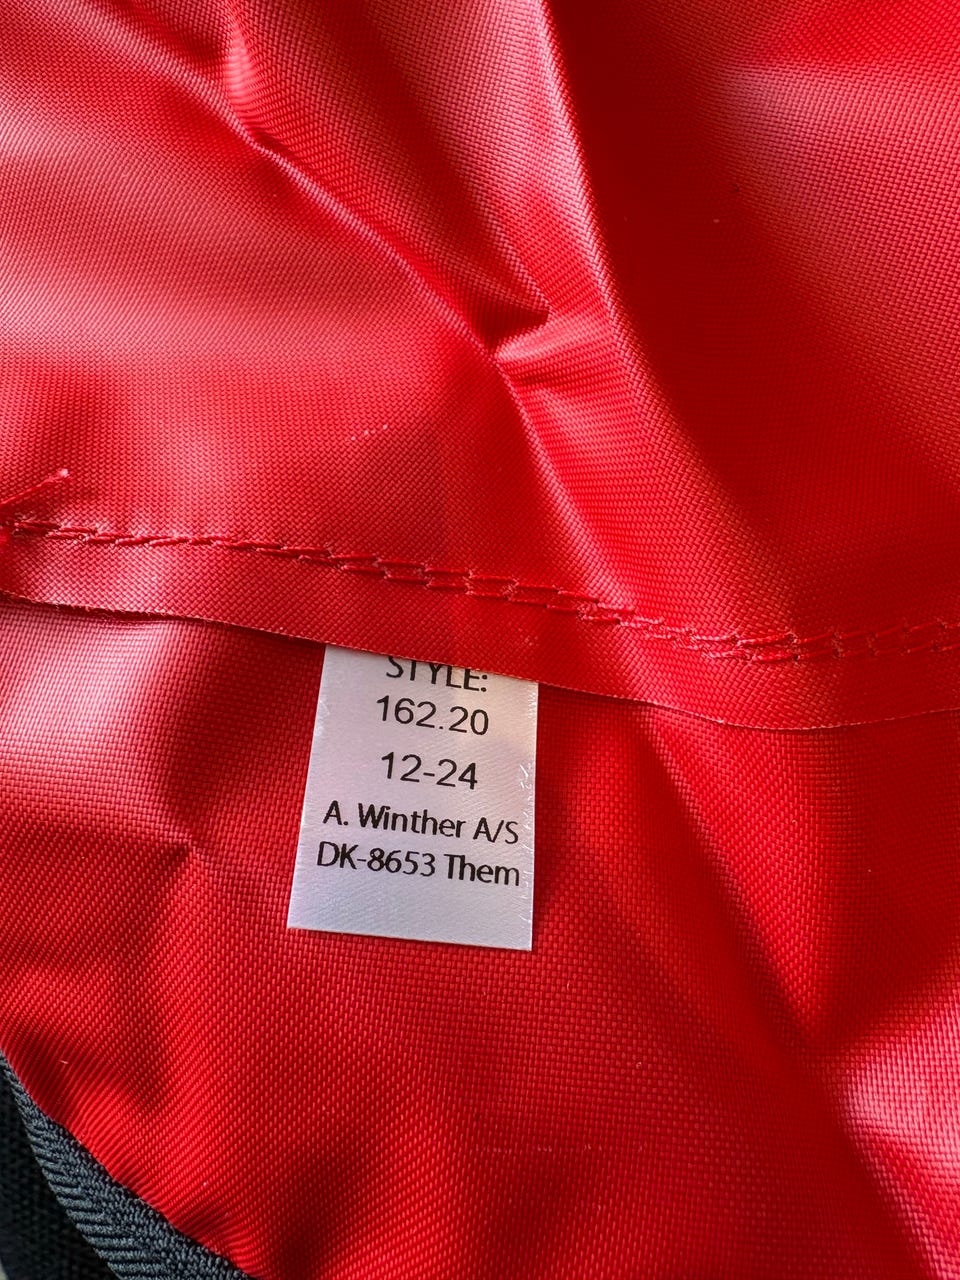 STYLE:
162.20
12-24
A. Winther A/S
DK-8653 Them